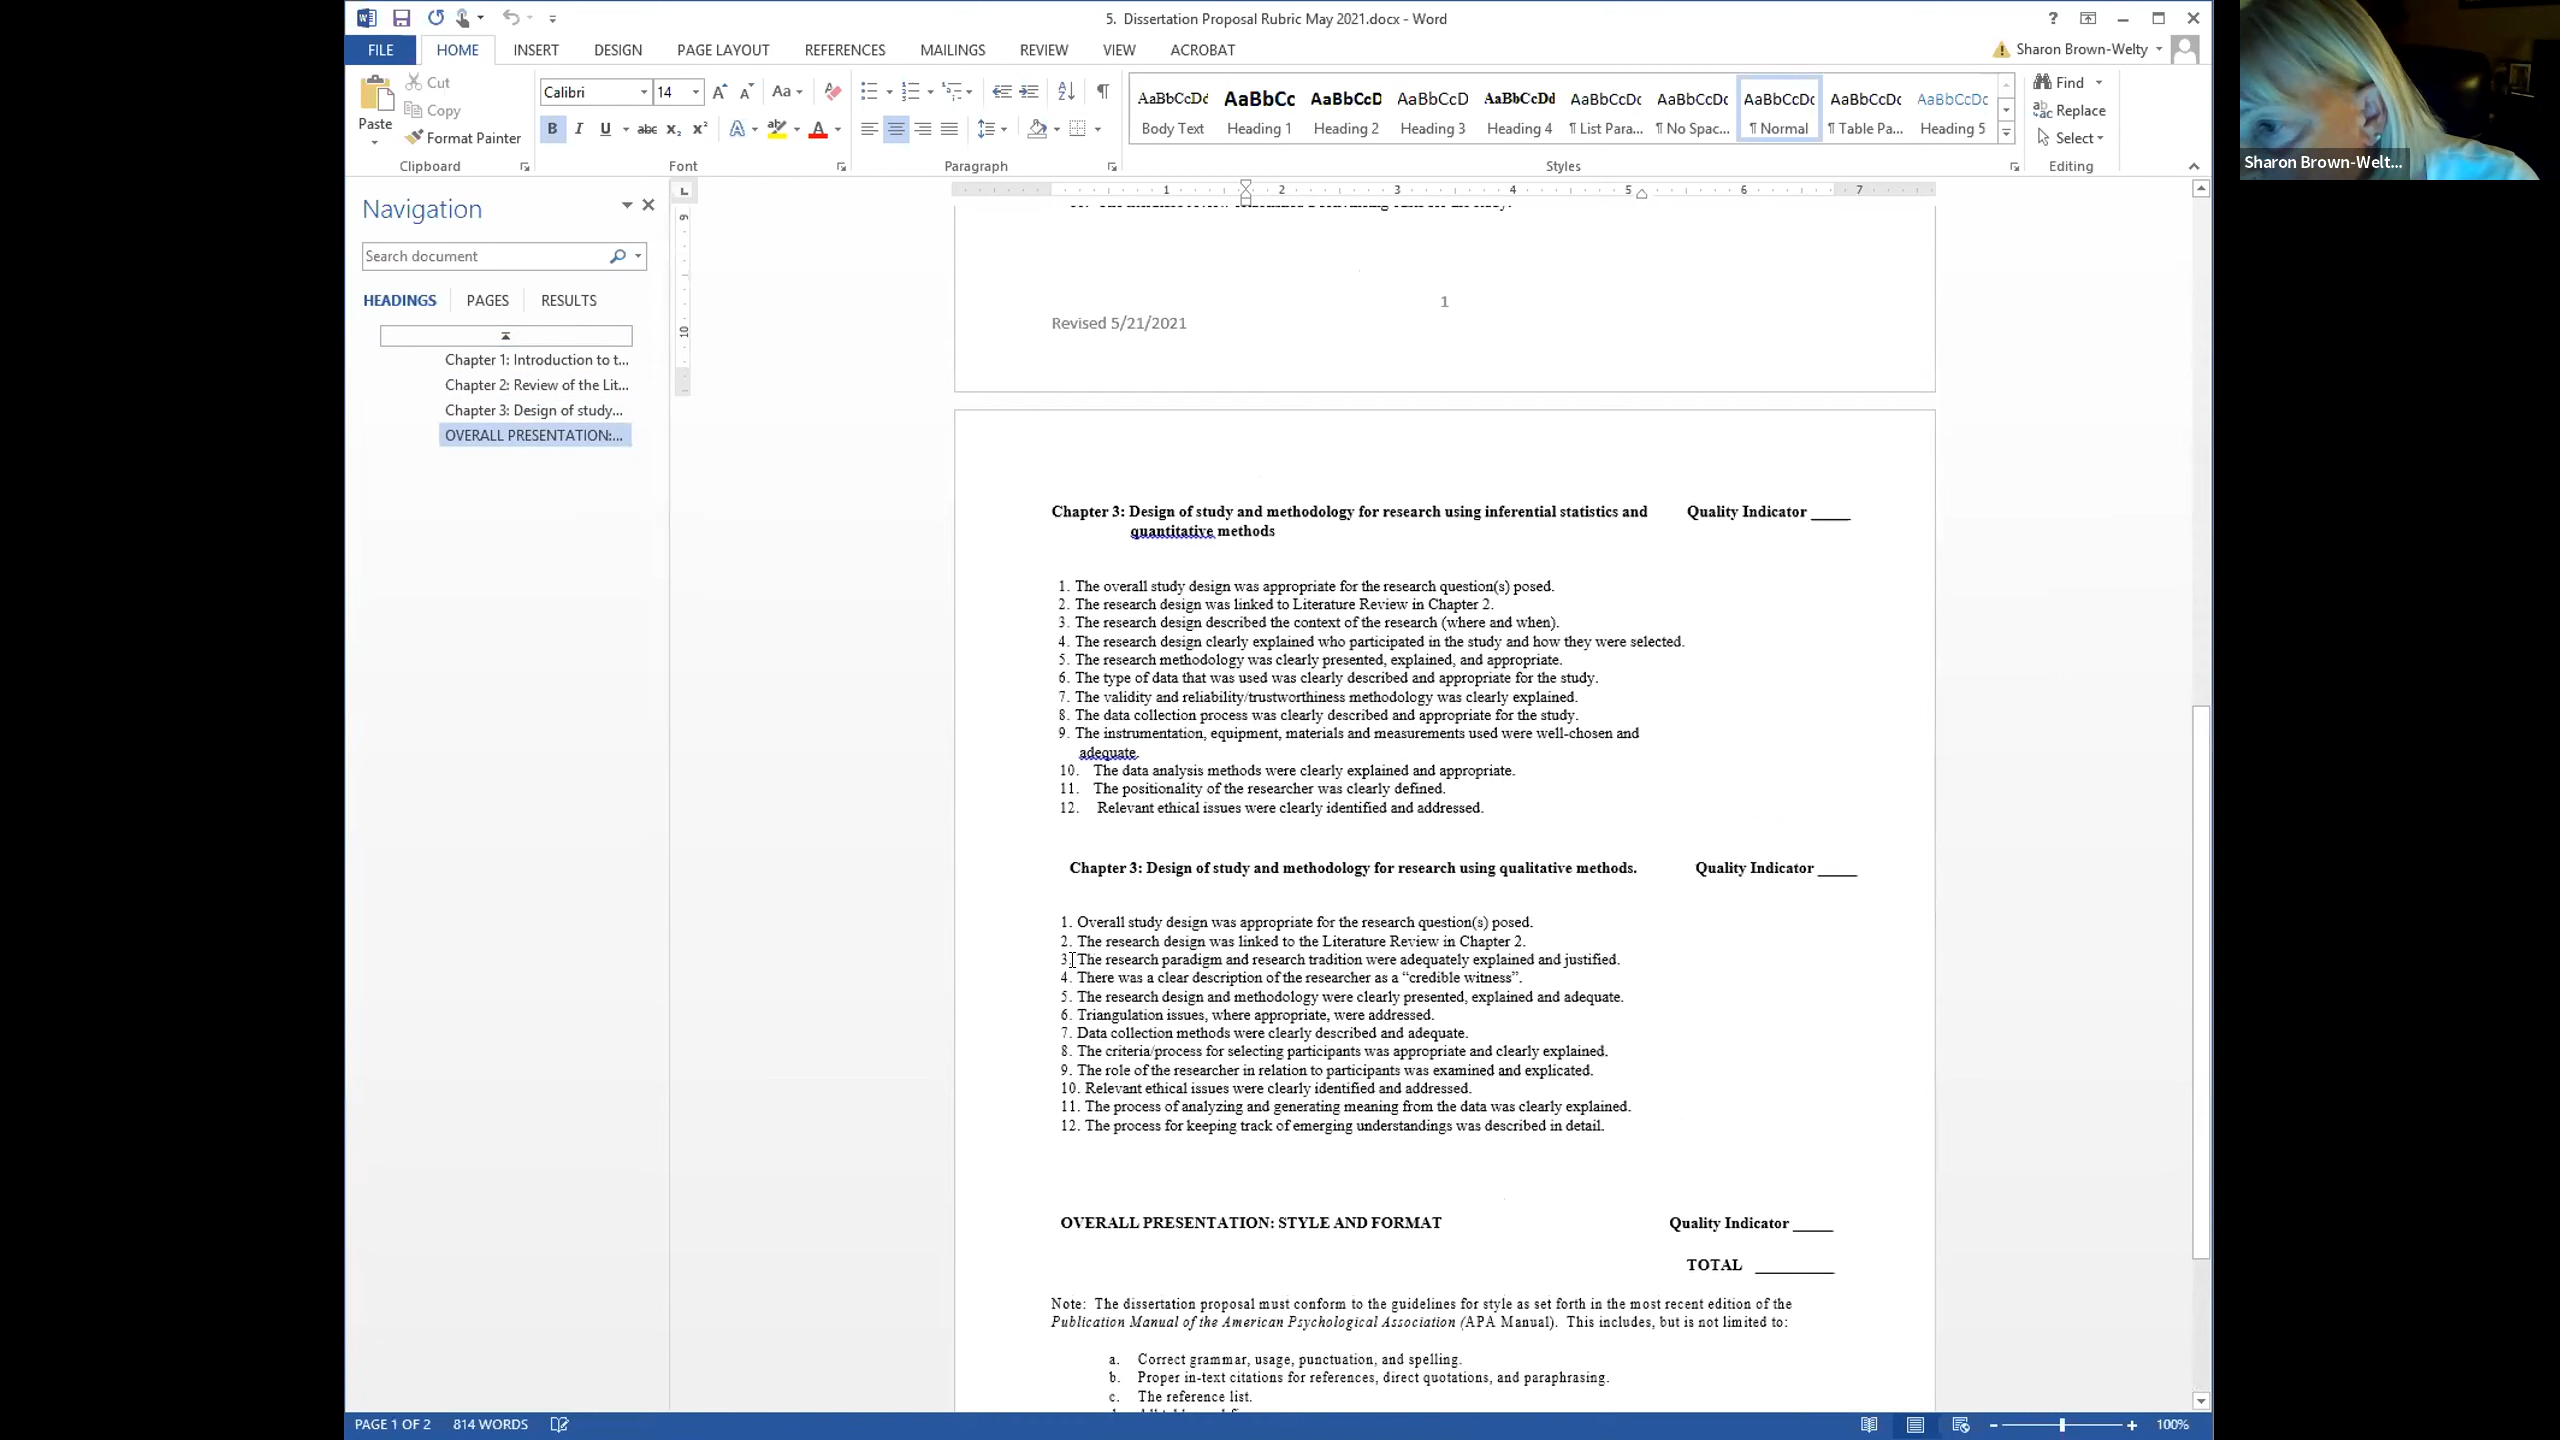 5. Dissertation Proposal Rubric May 2021.docx - Word
FILE HOME INSERT DESIGN PAGE LAYOUT REFERENCES MAILINGS REVIEW VIEW ACROBAT
Sharon Brown-Welty
Sharon Brown-Welt...
Paste
Cut
Copy
Format Painter
Clipboard
Calibri 14
Font
Paragraph
AaBbCcDd AaBbCc AaBbCcD AaBbCcD AaBbCcDd AaBbCcDc AaBbCcDc AaBbCcDc AaBbCcDc AaBbCcDc
Body Text Heading 1 Heading 2 Heading 3 Heading 4 ¶ List Para... ¶ No Spac... ¶ Normal ¶ Table Pa... Heading 5
Styles
Find
Replace
Select
Editing
Navigation
Search document
HEADINGS PAGES RESULTS
Chapter 1: Introduction to t...
Chapter 2: Review of the Lit...
Chapter 3: Design of study...
OVERALL PRESENTATION:...
1 2 3 4 5 6 7
9
10
1
Revised 5/21/2021
Chapter 3: Design of study and methodology for research using inferential statistics and Quality Indicator _____
quantitative methods
1. The overall study design was appropriate for the research question(s) posed.
2. The research design was linked to Literature Review in Chapter 2.
3. The research design described the context of the research (where and when).
4. The research design clearly explained who participated in the study and how they were selected.
5. The research methodology was clearly presented, explained, and appropriate.
6. The type of data that was used was clearly described and appropriate for the study.
7. The validity and reliability/trustworthiness methodology was clearly explained.
8. The data collection process was clearly described and appropriate for the study.
9. The instrumentation, equipment, materials and measurements used were well-chosen and
adequate.
10. The data analysis methods were clearly explained and appropriate.
11. The positionality of the researcher was clearly defined.
12. Relevant ethical issues were clearly identified and addressed.
Chapter 3: Design of study and methodology for research using qualitative methods. Quality Indicator _____
1. Overall study design was appropriate for the research question(s) posed.
2. The research design was linked to the Literature Review in Chapter 2.
3. The research paradigm and research tradition were adequately explained and justified.
4. There was a clear description of the researcher as a “credible witness”.
5. The research design and methodology were clearly presented, explained and adequate.
6. Triangulation issues, where appropriate, were addressed.
7. Data collection methods were clearly described and adequate.
8. The criteria/process for selecting participants was appropriate and clearly explained.
9. The role of the researcher in relation to participants was examined and explicated.
10. Relevant ethical issues were clearly identified and addressed.
11. The process of analyzing and generating meaning from the data was clearly explained.
12. The process for keeping track of emerging understandings was described in detail.
OVERALL PRESENTATION: STYLE AND FORMAT Quality Indicator _____
TOTAL __________
Note: The dissertation proposal must conform to the guidelines for style as set forth in the most recent edition of the
Publication Manual of the American Psychological Association (APA Manual). This includes, but is not limited to:
a. Correct grammar, usage, punctuation, and spelling.
b. Proper in-text citations for references, direct quotations, and paraphrasing.
c. The reference list.
PAGE 1 OF 2 814 WORDS 100%